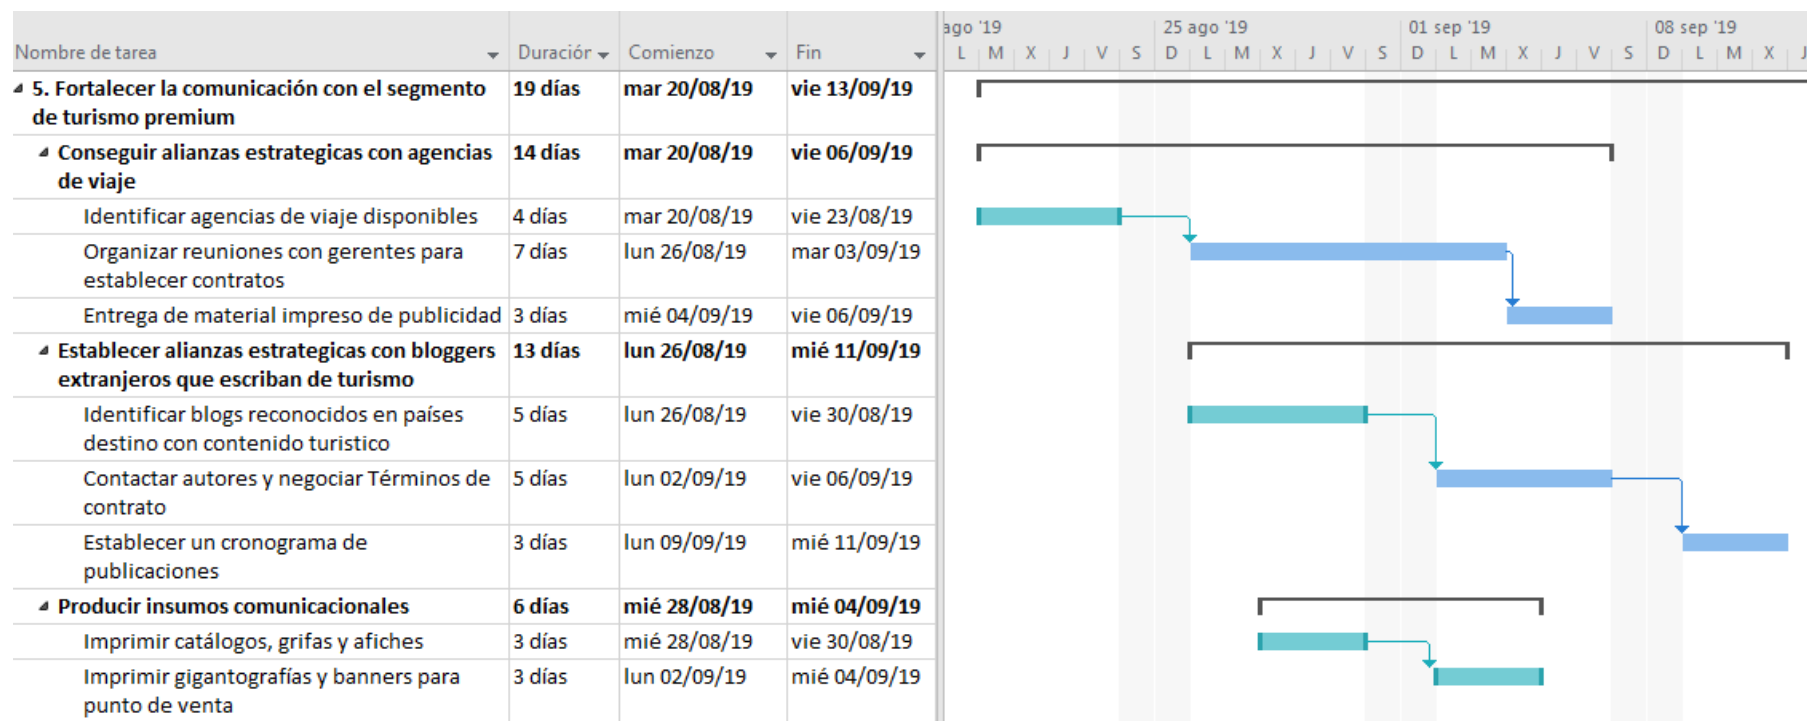 ago '19 25 ago '19 01 sep '19 08 sep '19
Nombre de tarea Duración Comienzo Fin L M X J V S D L M X J V S D L M X J V S D L M X J
5. Fortalecer la comunicación con el segmento 19 días mar 20/08/19 vie 13/09/19
de turismo premium
Conseguir alianzas estrategicas con agencias 14 días mar 20/08/19 vie 06/09/19
de viaje
Identificar agencias de viaje disponibles 4 días mar 20/08/19 vie 23/08/19
Organizar reuniones con gerentes para 7 días lun 26/08/19 mar 03/09/19
establecer contratos
Entrega de material impreso de publicidad 3 días mié 04/09/19 vie 06/09/19
Establecer alianzas estrategicas con bloggers 13 días lun 26/08/19 mié 11/09/19
extranjeros que escriban de turismo
Identificar blogs reconocidos en países 5 días lun 26/08/19 vie 30/08/19
destino con contenido turistico
Contactar autores y negociar Términos de 5 días lun 02/09/19 vie 06/09/19
contrato
Establecer un cronograma de 3 días lun 09/09/19 mié 11/09/19
publicaciones
Producir insumos comunicacionales 6 días mié 28/08/19 mié 04/09/19
Imprimir catálogos, grifas y afiches 3 días mié 28/08/19 vie 30/08/19
Imprimir gigantografías y banners para 3 días lun 02/09/19 mié 04/09/19
punto de venta